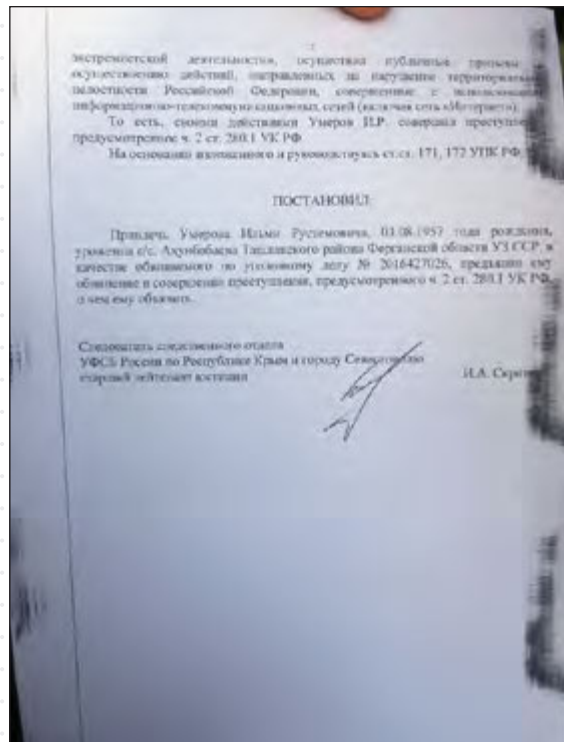 экстремистской деятельностью, осуществил публичные призывы
осуществлению действий, направленных на нарушение территориальной
целостности Российской Федерации, совершенные с использованием
информационно-телекоммуникационных сетей (включая сеть «Интернет»).
То есть, своими действиями Умеров И.Р. совершил
предусмотренное ч. 2 ст. 280.1 УК РФ.
На основании изложенного и руководствуясь ст.ст. 171, 172 УПК РФ,
ПОСТАНОВИЛ:
Привлечь Умерова Ильми Рустемовича, 03.08.1957 года рождения,
уроженца с/с. Ахунбабаева Ташлакского района Ферганской области УЗ ССР, в
качестве обвиняемого по уголовному делу № 2016427026, предъявив ему
обвинение в совершении преступления, предусмотренного ч. 2 ст. 280.1 УК РФ,
о чем ему объявить.
Следователь следственного отдела
УФСБ России по Республике Крым и городу Севастополю
старший лейтенант юстиции И.А.